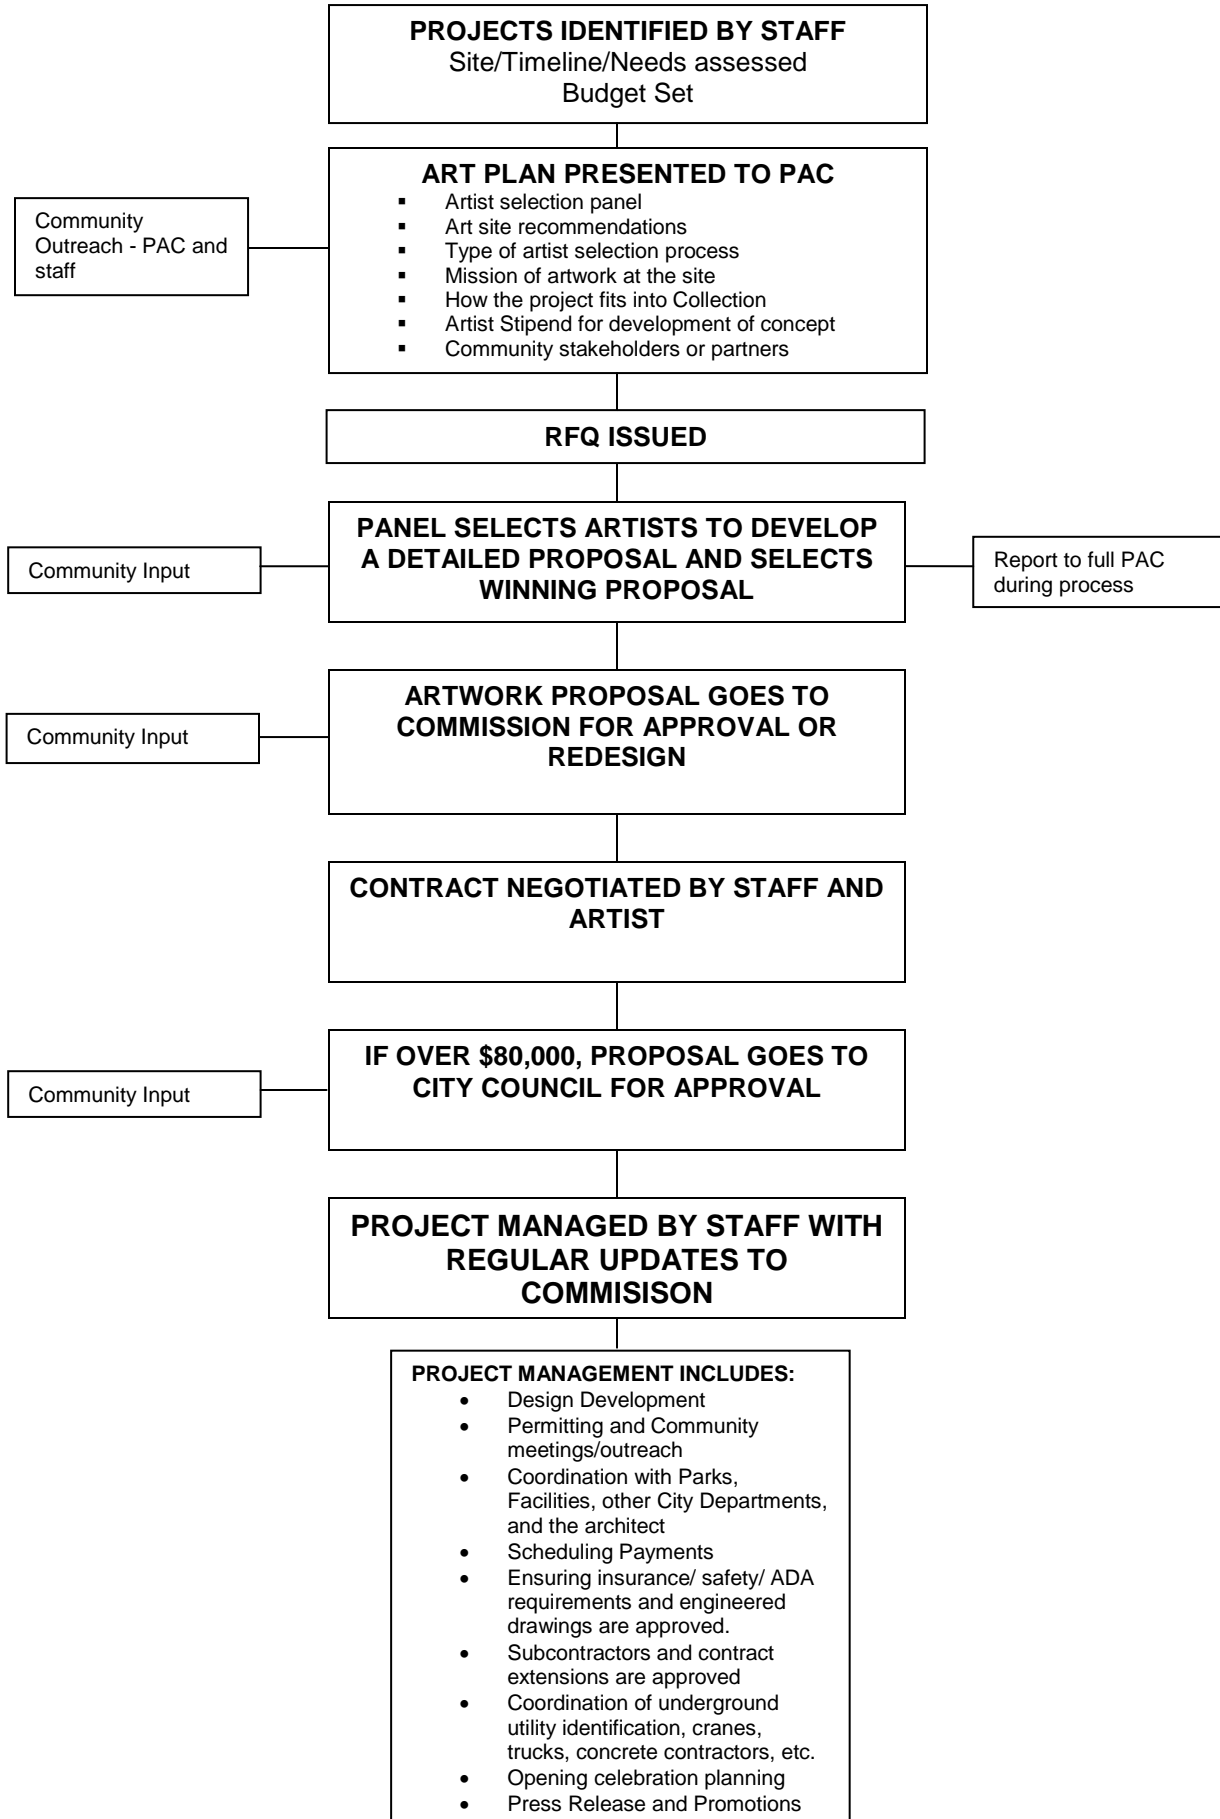 PROJECTS IDENTIFIED BY STAFF
Site/Timeline/Needs assessed
Budget Set
ART PLAN PRESENTED TO PAC
▪ Artist selection panel
▪ Art site recommendations
▪ Type of artist selection process
▪ Mission of artwork at the site
▪ How the project fits into Collection
▪ Artist Stipend for development of concept
▪ Community stakeholders or partners
Community
Outreach - PAC and
staff
RFQ ISSUED
PANEL SELECTS ARTISTS TO DEVELOP
A DETAILED PROPOSAL AND SELECTS
WINNING PROPOSAL
Community Input
Report to full PAC
during process
ARTWORK PROPOSAL GOES TO
COMMISSION FOR APPROVAL OR
REDESIGN
Community Input
CONTRACT NEGOTIATED BY STAFF AND
ARTIST
IF OVER $80,000, PROPOSAL GOES TO
CITY COUNCIL FOR APPROVAL
Community Input
PROJECT MANAGED BY STAFF WITH
REGULAR UPDATES TO
COMMISISON
PROJECT MANAGEMENT INCLUDES:
• Design Development
• Permitting and Community
meetings/outreach
• Coordination with Parks,
Facilities, other City Departments,
and the architect
• Scheduling Payments
• Ensuring insurance/ safety/ ADA
requirements and engineered
drawings are approved.
• Subcontractors and contract
extensions are approved
• Coordination of underground
utility identification, cranes,
trucks, concrete contractors, etc.
• Opening celebration planning
• Press Release and Promotions